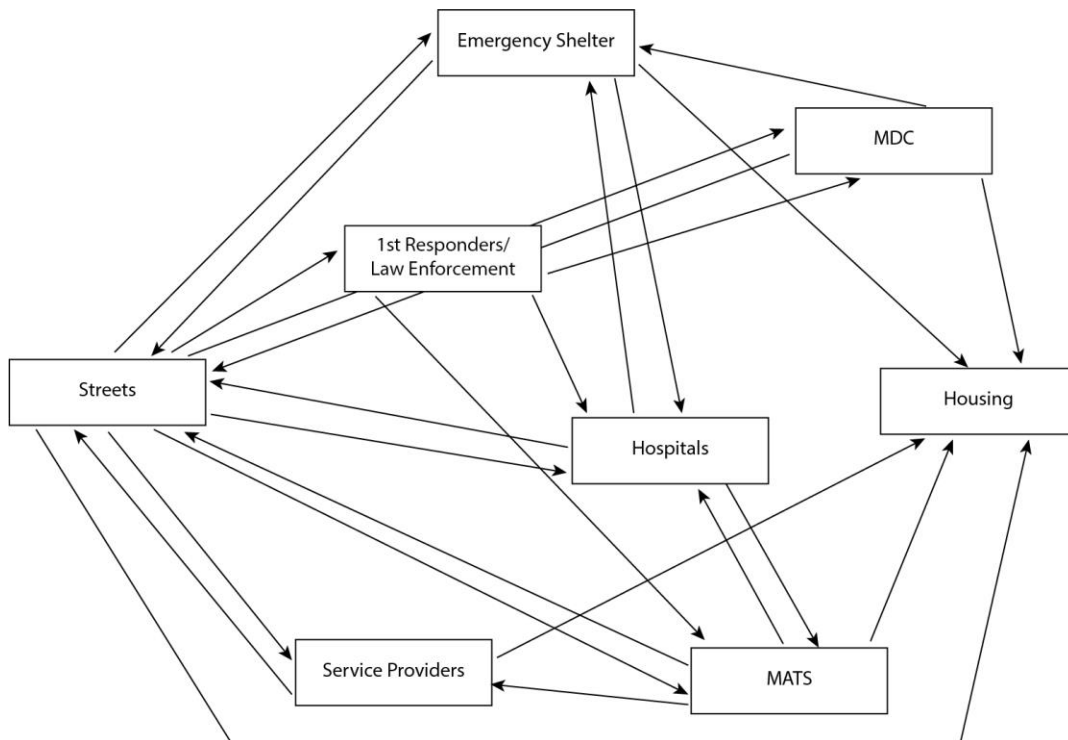 Emergency Shelter
MDC
1st Responders/
Law Enforcement
Streets
Housing
Hospitals
Service Providers
MATS